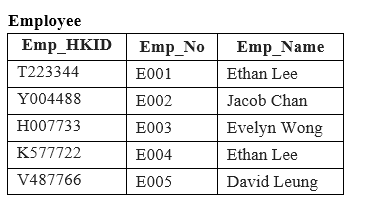 Employee
Emp_HKID Emp_No Emp_Name
T223344 E001 Ethan Lee
Y004488 E002 Jacob Chan
H007733 E003 Evelyn Wong
K577722 E004 Ethan Lee
V487766 E005 David Leung